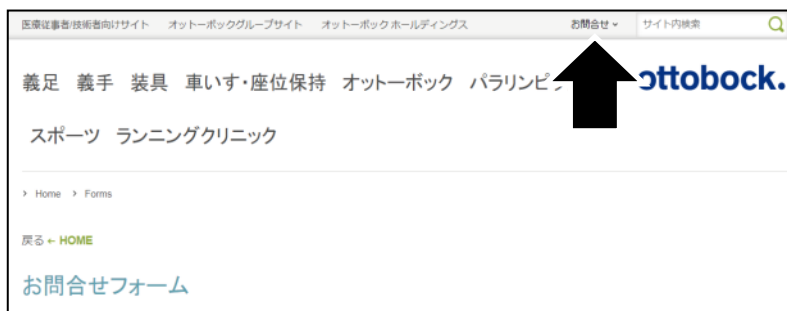 医療従事者/技術者向けサイト オットーボックグループサイト オットーボック ホールディングス お問合せ サイト内検索
義足 義手 装具 車いす・座位保持 オットーボック パラリンピ ottobock.
スポーツ ランニングクリニック
> Home > Forms
戻る ← HOME
お問合せフォーム